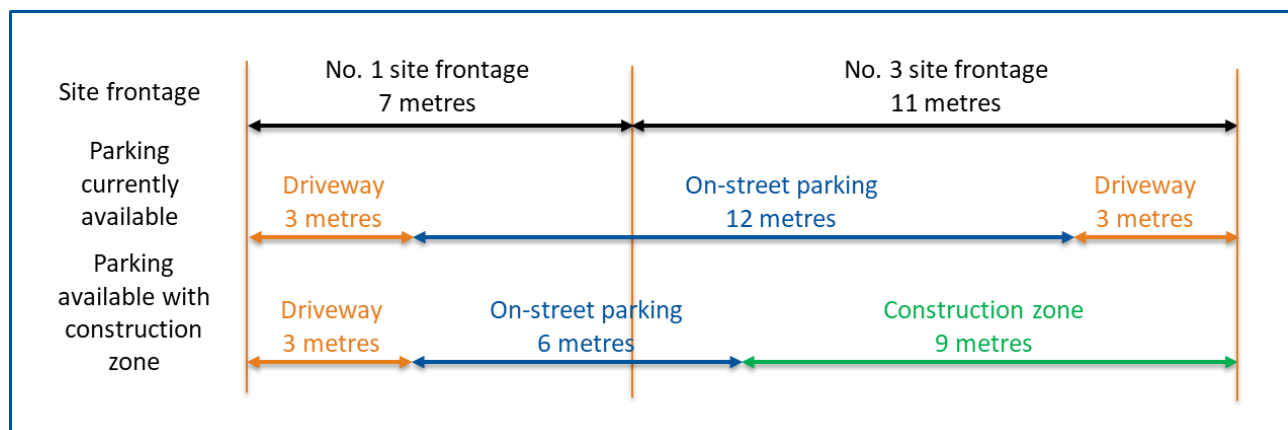 Site frontage
No. 1 site frontage
7 metres
No. 3 site frontage
11 metres
Parking
currently
available
Driveway
3 metres
On-street parking
12 metres
Driveway
3 metres
Parking
available with
construction
zone
Driveway
3 metres
On-street parking
6 metres
Construction zone
9 metres